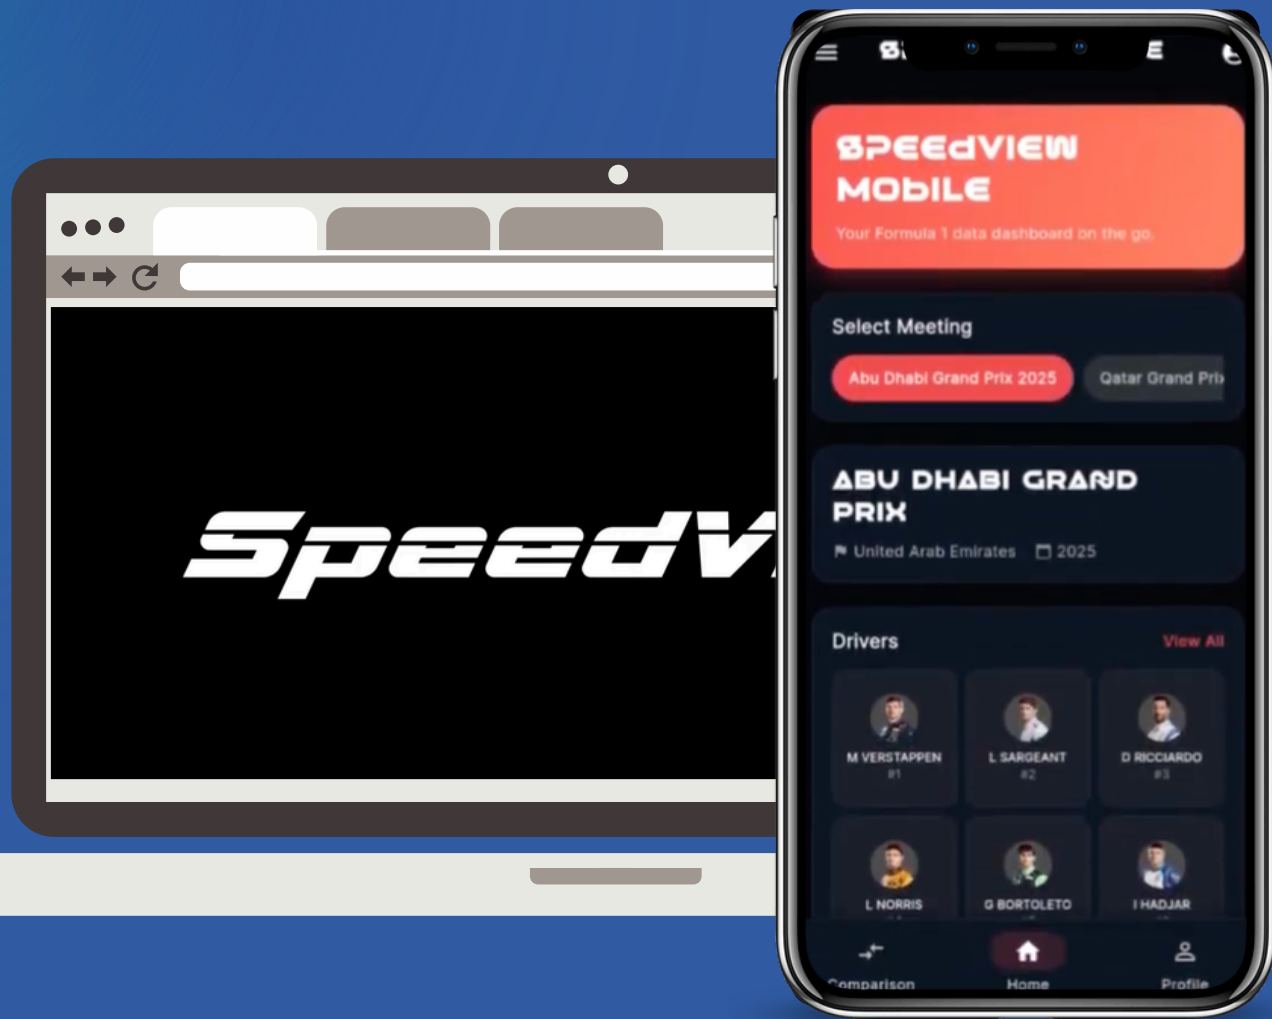 SpeedV
SPEEdVIEW
MObILE
Your Formula 1 data dashboard on the go.
Select Meeting
Abu Dhabi Grand Prix 2025
Qatar Grand Prix
ABU DHABI GRAND
PRIX
United Arab Emirates
2025
Drivers
View All
M VERSTAPPEN
#1
L SARGEANT
#2
D RICCIARDO
#3
L NORRIS
G BORTOLETO
I HADJAR
Comparison
Home
Profile